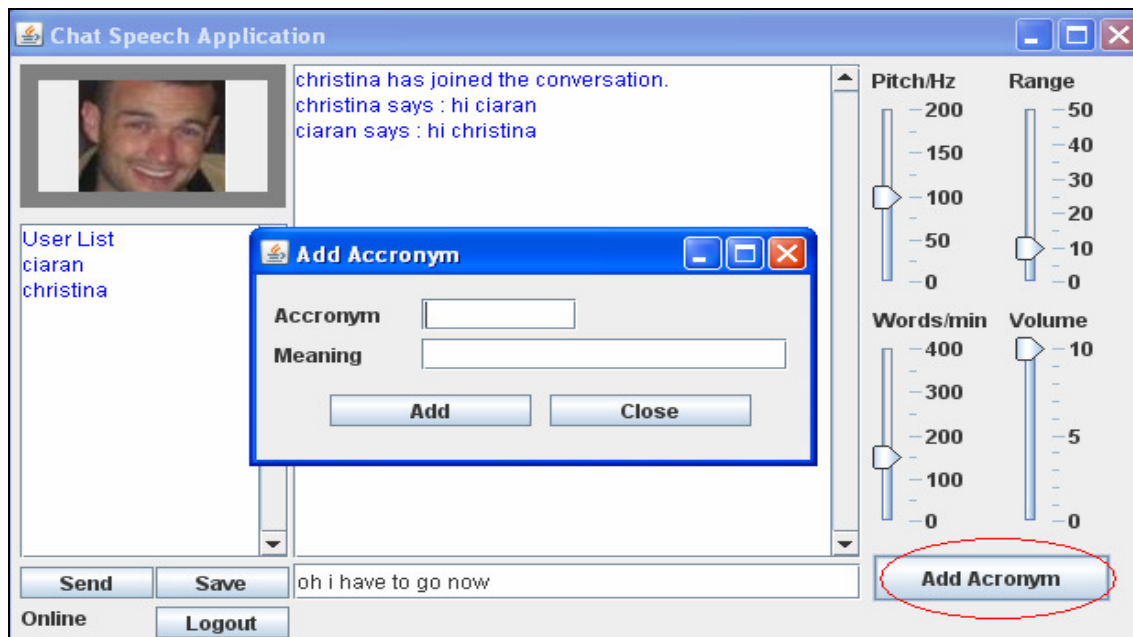 Chat Speech Application
christina has joined the conversation.
christina says : hi ciaran
ciaran says : hi christina
User List
ciaran
christina
Add Accronym
Accronym
Meaning
Add
Close
Pitch/Hz
200
150
100
50
0
Range
50
40
30
20
10
0
Words/min
400
300
200
100
0
Volume
10
5
0
Send
Save
oh i have to go now
Add Acronym
Online
Logout